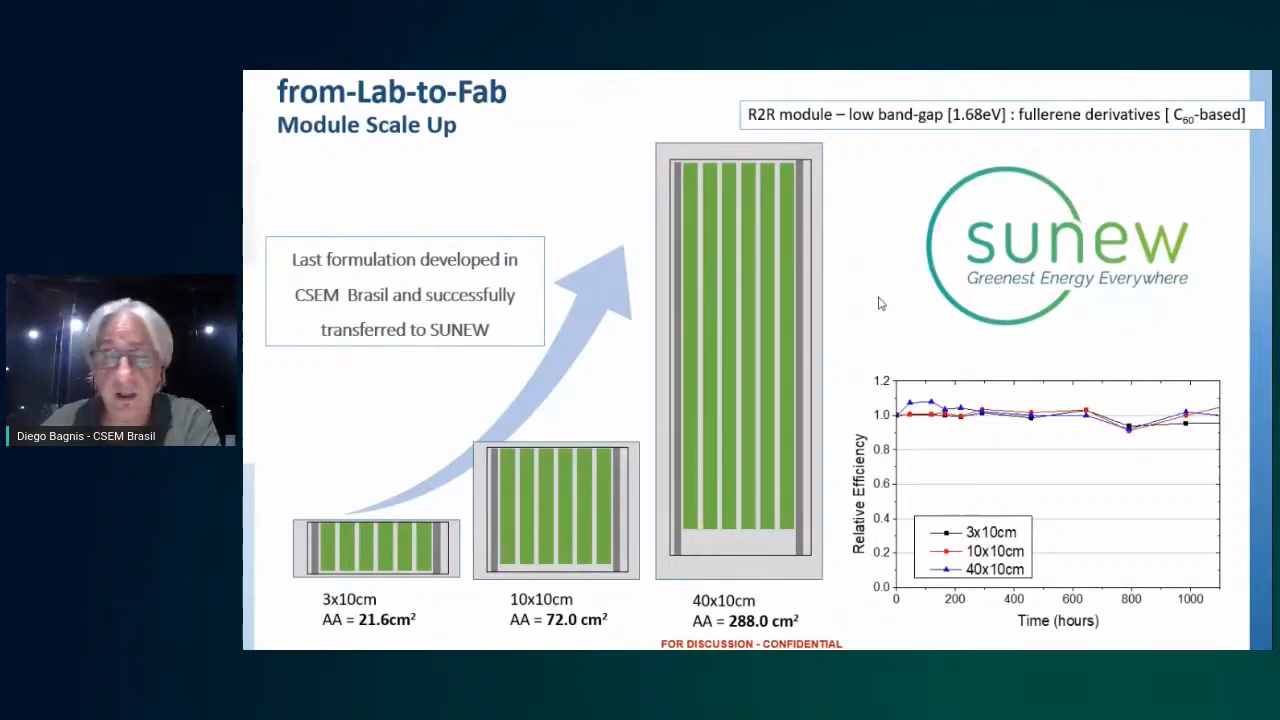 from-Lab-to-Fab
Module Scale Up
R2R module – low band-gap [1.68eV] : fullerene derivatives [ C₆₀-based]
Last formulation developed in
CSEM Brasil and successfully
transferred to SUNEW
sunew
Greenest Energy Everywhere
Diego Bagnis - CSEM Brasil
3x10cm
AA = 21.6cm²
10x10cm
AA = 72.0 cm²
40x10cm
AA = 288.0 cm²
Relative Efficiency
1.2
1.0
0.8
0.6
0.4
0.2
0.0
3x10cm
10x10cm
40x10cm
0 200 400 600 800 1000
Time (hours)
FOR DISCUSSION - CONFIDENTIAL